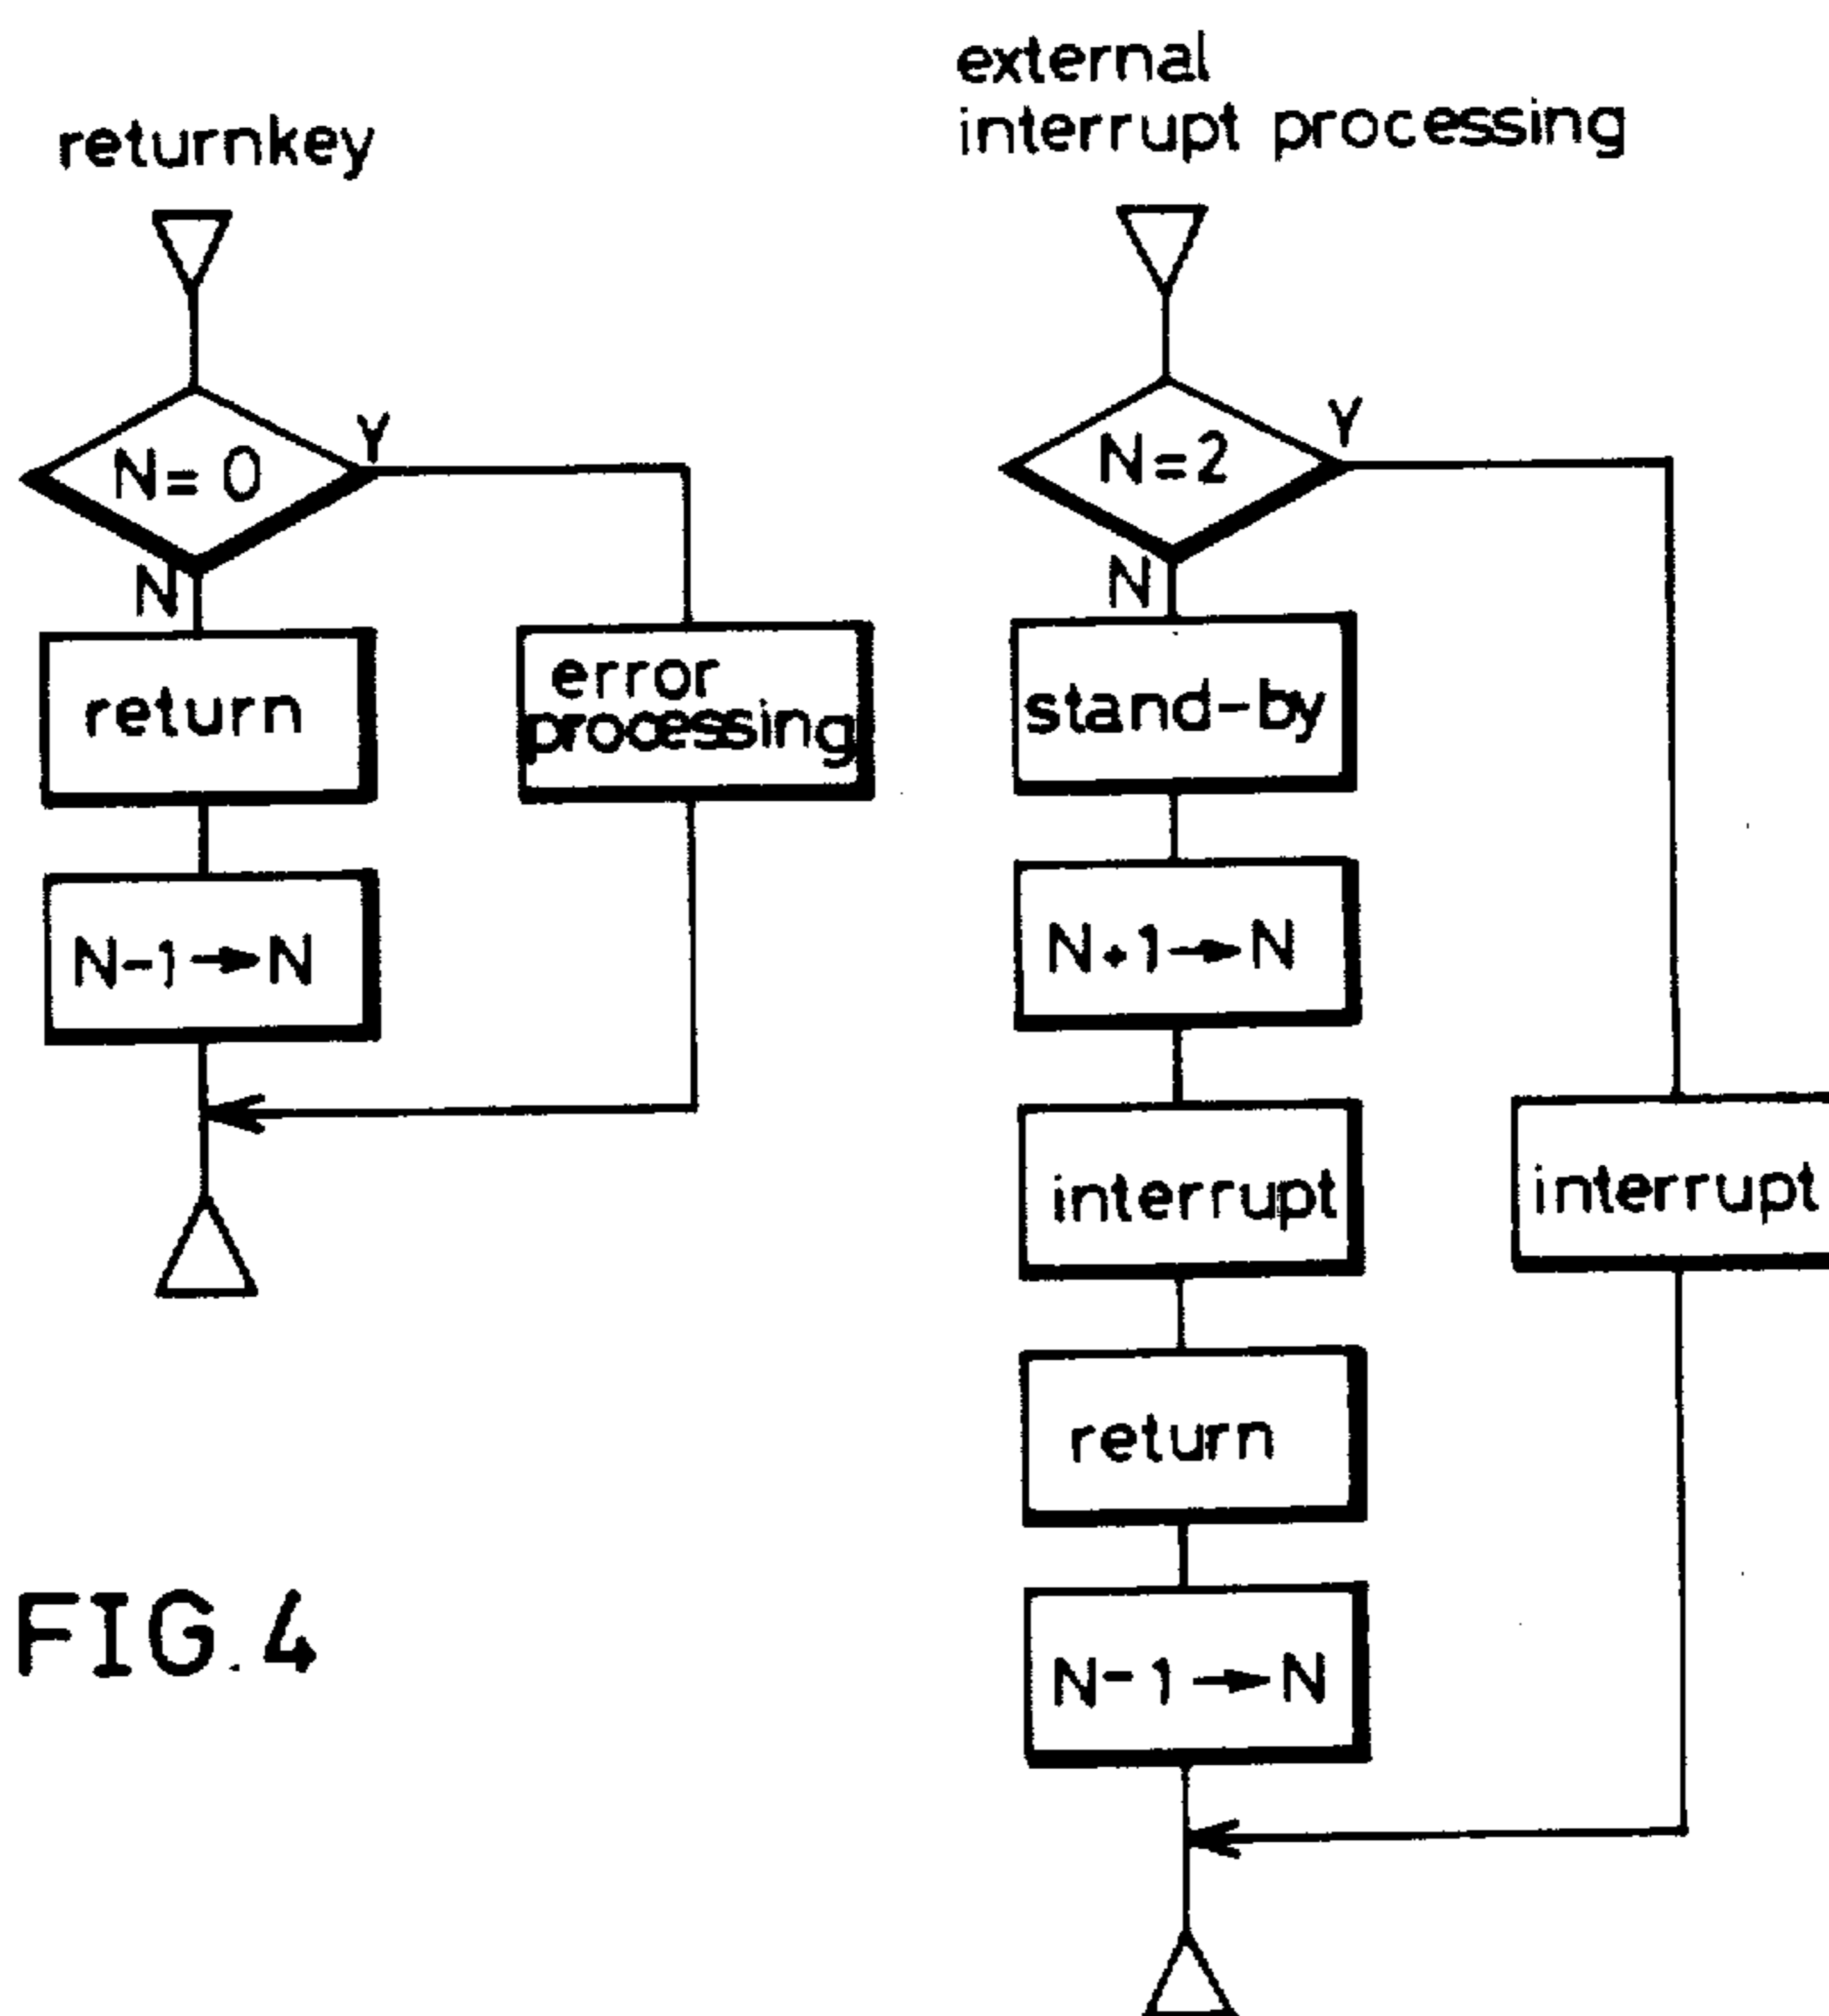 returnkey
N=0
Y
N
return
error
processing
N-1→N
external
interrupt processing
N=2
Y
N
stand-by
N+1→N
interrupt
interrupt
return
N-1→N
FIG.4